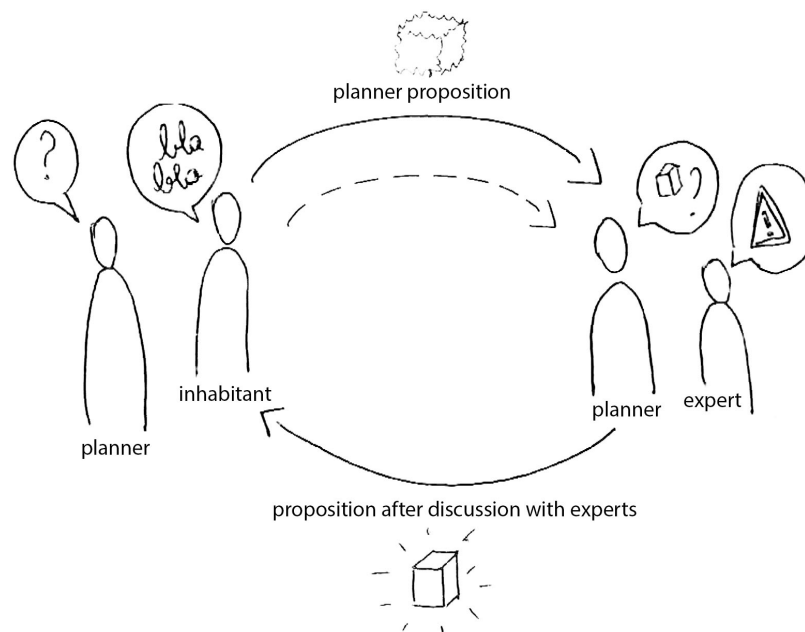 planner proposition
?
bla
bla
?
!
inhabitant
planner
planner
expert
proposition after discussion with experts